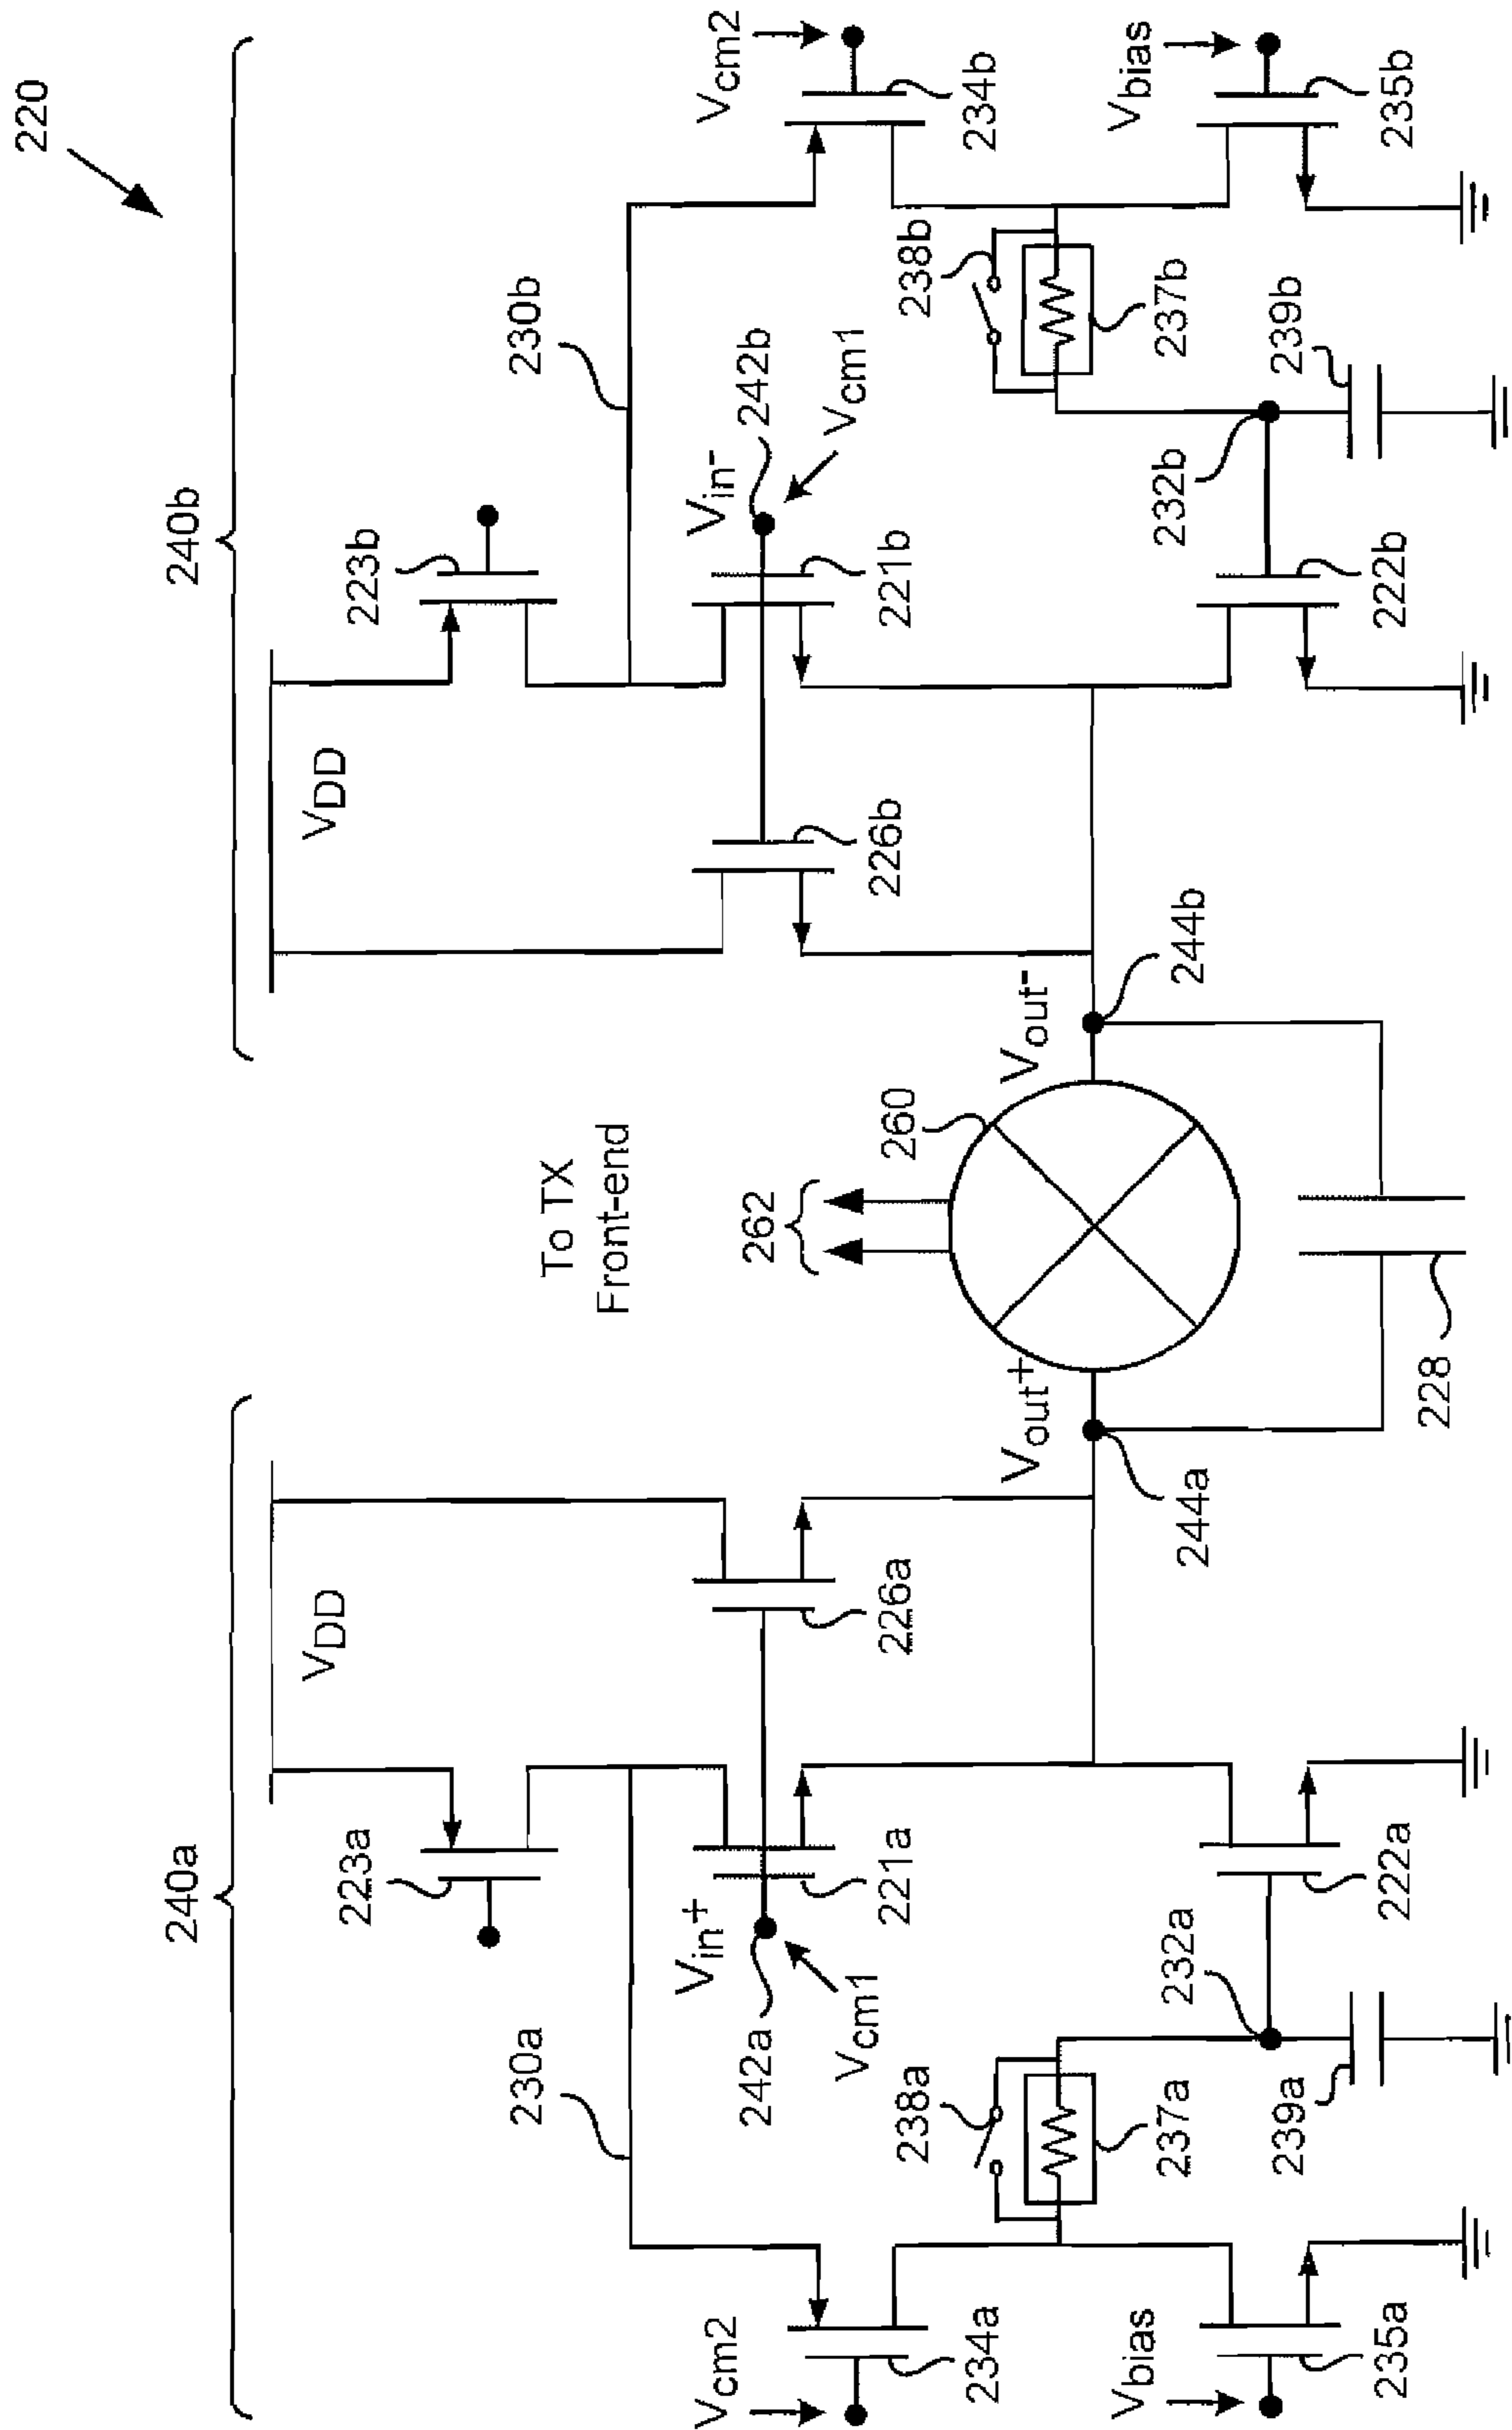 220
240a
240b
VDD
VDD
223a
223b
230a
230b
Vin+
242a
Vcm1
221a
226a
Vin-
242b
Vcm1
221b
226b
To TX
Front-end
262
260
Vout+
Vout-
244a
244b
228
Vcm2
234a
Vbias
235a
238a
237a
232a
239a
222a
Vcm2
234b
Vbias
235b
238b
237b
232b
239b
222b